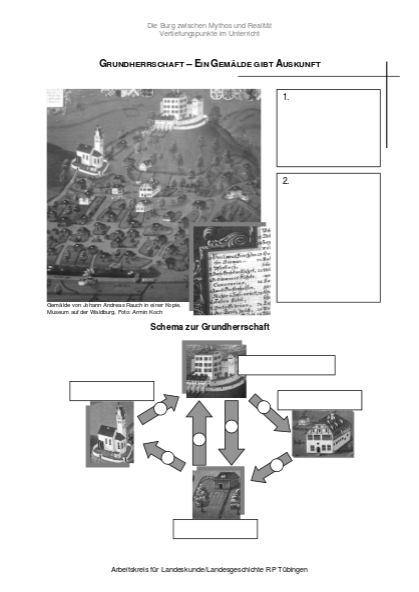 Die Burg zwischen Mythos und Realität
Vertiefungspunkte im Unterricht
GRUNDHERRSCHAFT – EIN GEMÄLDE GIBT AUSKUNFT
1.
2.
Gemälde von Johann Andreas Rauch in einer Kopie,
Museum auf der Waldburg, Foto: Armin Koch
Schema zur Grundherrschaft
Arbeitskreis für Landeskunde/Landesgeschichte RP Tübingen